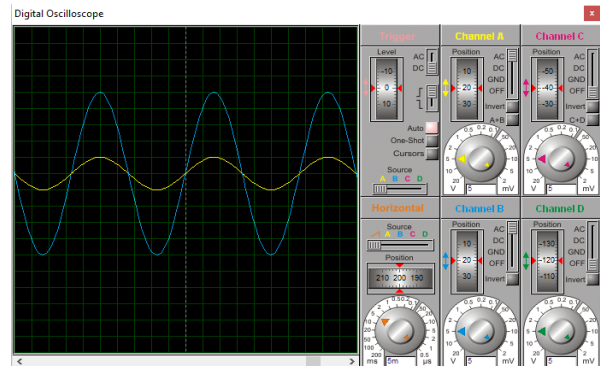 Digital Oscilloscope
x
Trigger
Level
-10
0
10
AC
DC
Auto
One-Shot
Cursors
Source
A B C D
Channel A
Position
10
20
30
AC
DC
GND
OFF
Invert
A+B
V
5
mV
Channel C
Position
-50
-40
-30
AC
DC
GND
OFF
Invert
C+D
V
5
mV
Horizontal
Source
A B C D
Position
210 200 190
ms
5m
µs
Channel B
Position
10
20
30
AC
DC
GND
OFF
Invert
V
5
mV
Channel D
Position
-130
-120
-110
AC
DC
GND
OFF
Invert
V
5
mV